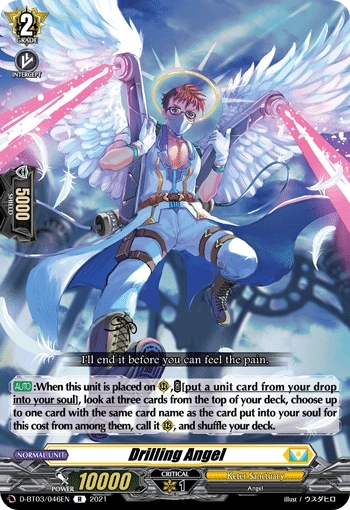 2
GRADE
INTERCEPT
5000
SHIELD
I'll end it before you can feel the pain.
AUTO:When this unit is placed on , [put a unit card from your drop
into your soul], look at three cards from the top of your deck, choose up
to one card with the same card name as the card put into your soul for
this cost from among them, call it , and shuffle your deck.
NORMAL UNIT
Drilling Angel
POWER 10000
CRITICAL
1
Keter Sanctuary
Angel
D-BT03/046EN R 2021
illust / ウスダヒロ